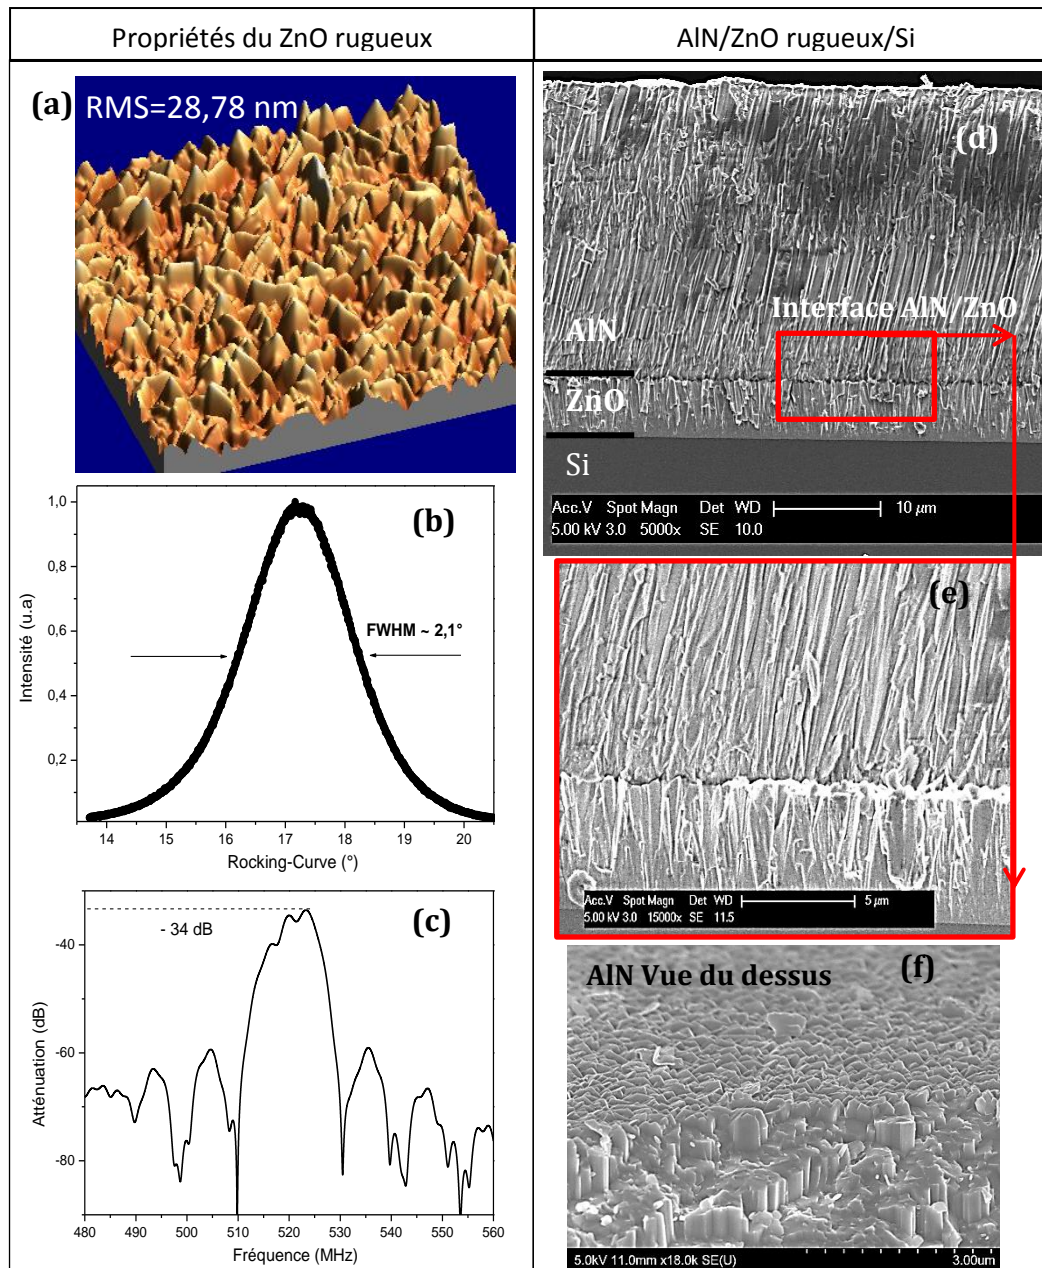 Propriétés du ZnO rugueux
AlN/ZnO rugueux/Si
(a) RMS=28,78 nm
(b)
1,0
0,8
0,6
0,4
0,2
FWHM ~ 2,1°
Intensité (u.a)
14 15 16 17 18 19 20
Rocking-Curve (°)
(c)
- 34 dB
-40
-60
-80
Atténuation (dB)
480 490 500 510 520 530 540 550 560
Fréquence (MHz)
(d)
Interface AlN/ZnO
AlN
ZnO
Si
Acc.V Spot Magn Det WD 10 µm
5.00 kV 3.0 5000x SE 10.0
(e)
Acc.V Spot Magn Det WD 5 µm
5.00 kV 3.0 15000x SE 11.5
AlN Vue du dessus (f)
5.0kV 11.0mm x18.0k SE(U) 3.00um